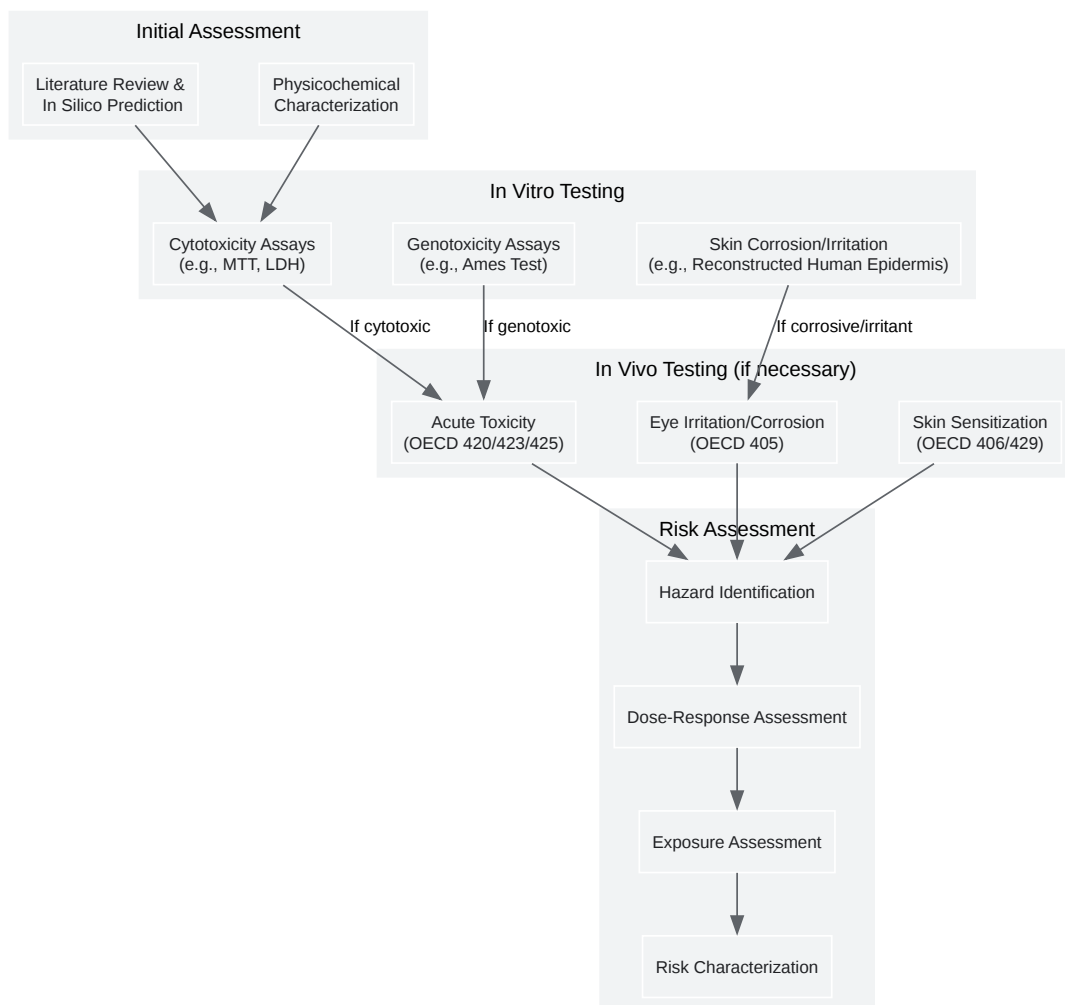 Initial Assessment
Literature Review &
In Silico Prediction
Physicochemical
Characterization
In Vitro Testing
Cytotoxicity Assays
(e.g., MTT, LDH)
Genotoxicity Assays
(e.g., Ames Test)
Skin Corrosion/Irritation
(e.g., Reconstructed Human Epidermis)
If cytotoxic
If genotoxic
If corrosive/irritant
In Vivo Testing (if necessary)
Acute Toxicity
(OECD 420/423/425)
Eye Irritation/Corrosion
(OECD 405)
Skin Sensitization
(OECD 406/429)
Risk Assessment
Hazard Identification
Dose-Response Assessment
Exposure Assessment
Risk Characterization